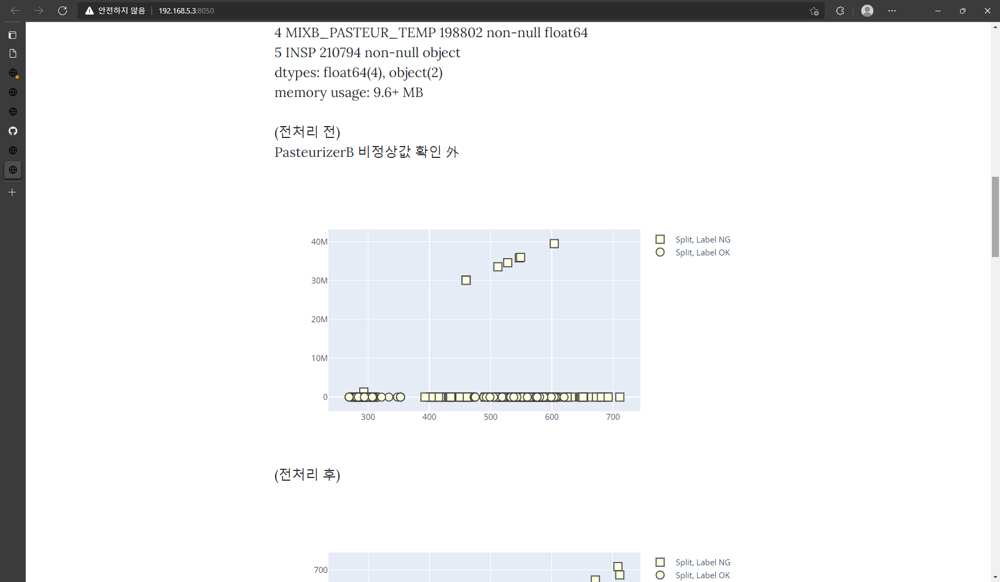 안전하지 않음 192.168.5.3:8050
4 MIXB_PASTEUR_TEMP 198802 non-null float64
5 INSP 210794 non-null object
dtypes: float64(4), object(2)
memory usage: 9.6+ MB
(전처리 전)
PasteurizerB 비정상값 확인 外
40M
30M
20M
10M
0
300 400 500 600 700
Split, Label NG
Split, Label OK
(전처리 후)
700
Split, Label NG
Split, Label OK